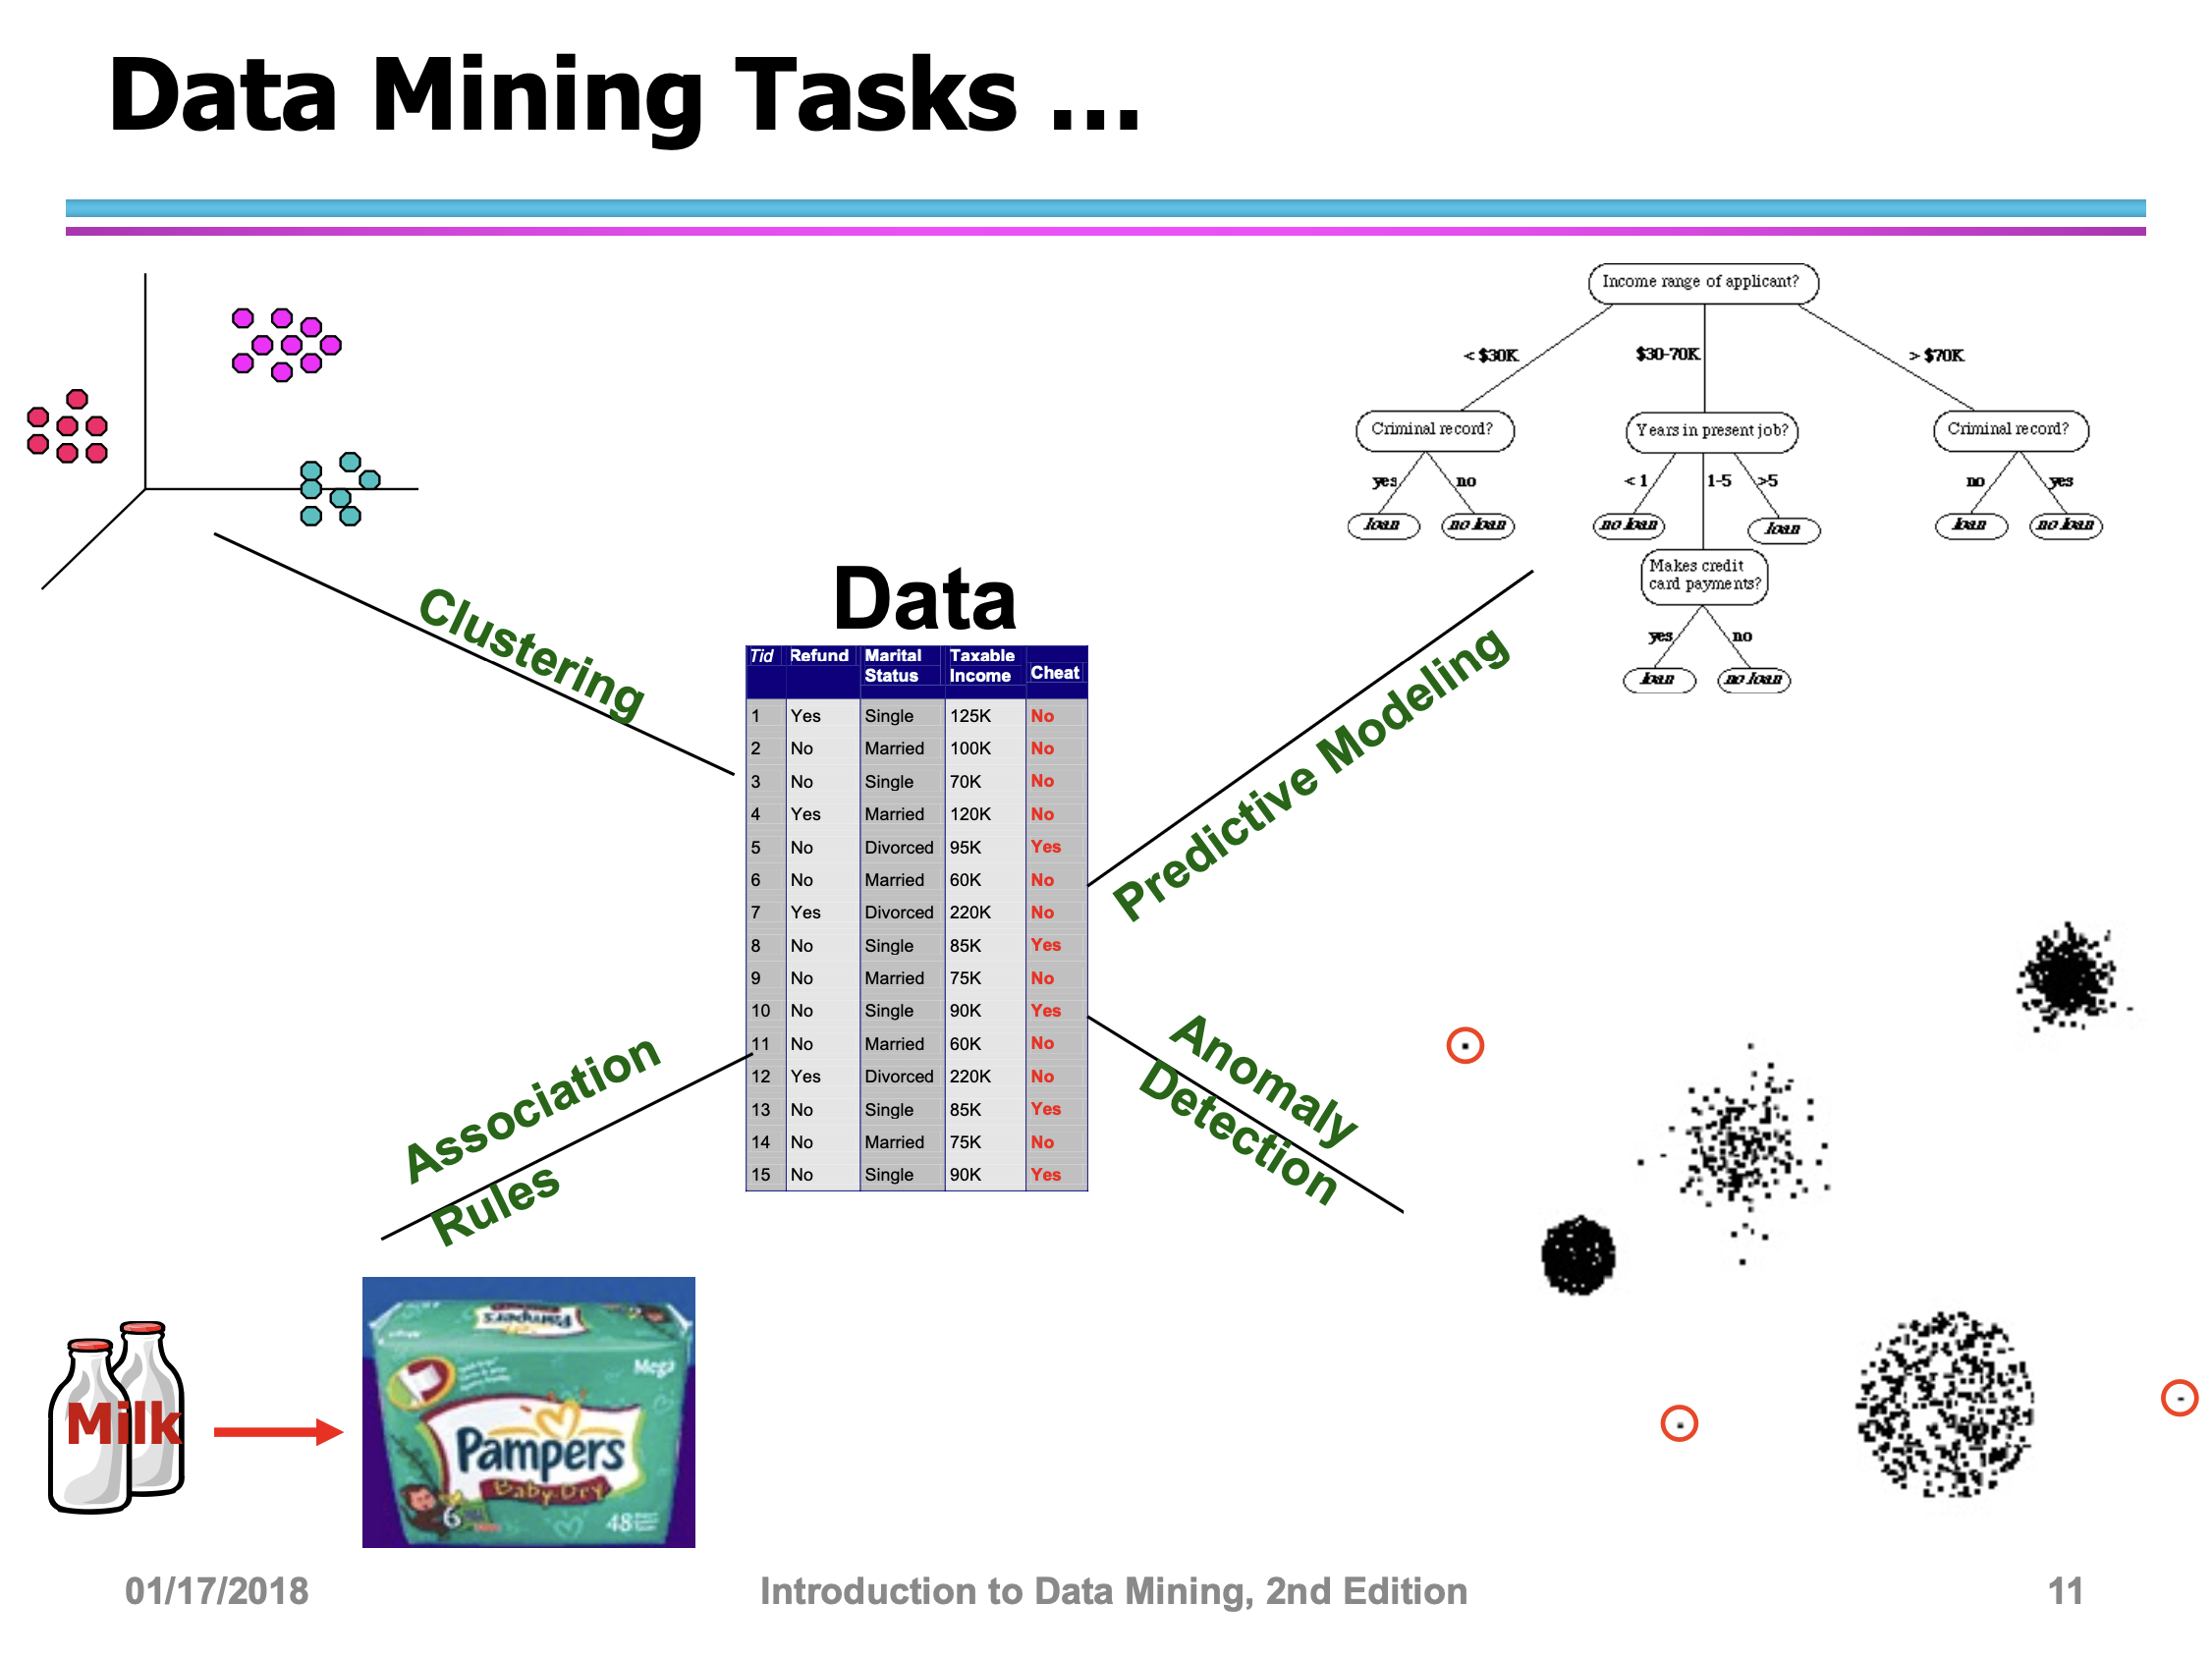 Data Mining Tasks ...
Income range of applicant?
< $30K
$30-70K
> $70K
Criminal record?
Years in present job?
Criminal record?
yes
no
< 1
1-5
>5
no
yes
loan
no loan
no loan
loan
loan
no loan
Makes credit
card payments?
yes
no
loan
no loan
Clustering
Data
Predictive Modeling
Tid Refund Marital Status Taxable Income Cheat
1 Yes Single 125K No
2 No Married 100K No
3 No Single 70K No
4 Yes Married 120K No
5 No Divorced 95K Yes
6 No Married 60K No
7 Yes Divorced 220K No
8 No Single 85K Yes
9 No Married 75K No
10 No Single 90K Yes
11 No Married 60K No
12 Yes Divorced 220K No
13 No Single 85K Yes
14 No Married 75K No
15 No Single 90K Yes
Association
Rules
Anomaly
Detection
Milk
Pampers
Mega
Pampers
Baby-Dry
6
48
01/17/2018
Introduction to Data Mining, 2nd Edition
11